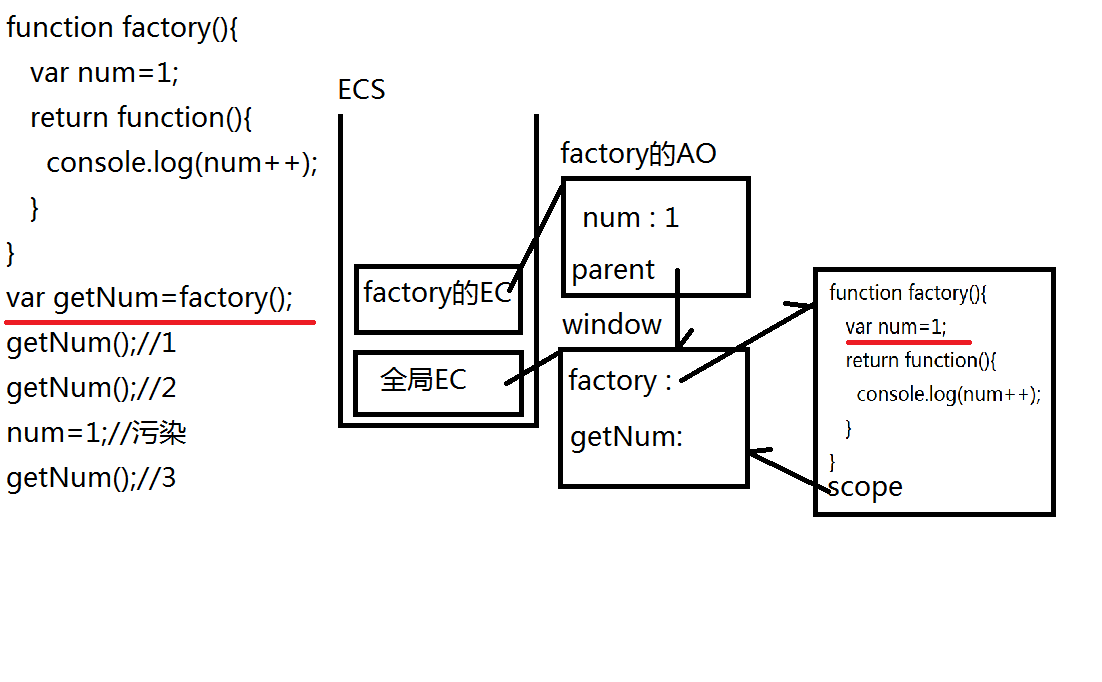 function factory(){
var num=1;
return function(){
console.log(num++);
}
}
var getNum=factory();
getNum();//1
getNum();//2
num=1;//污染
getNum();//3
ECS
factory的EC
全局EC
factory的AO
num : 1
parent
window
factory :
getNum:
function factory(){
var num=1;
return function(){
console.log(num++);
}
}
scope